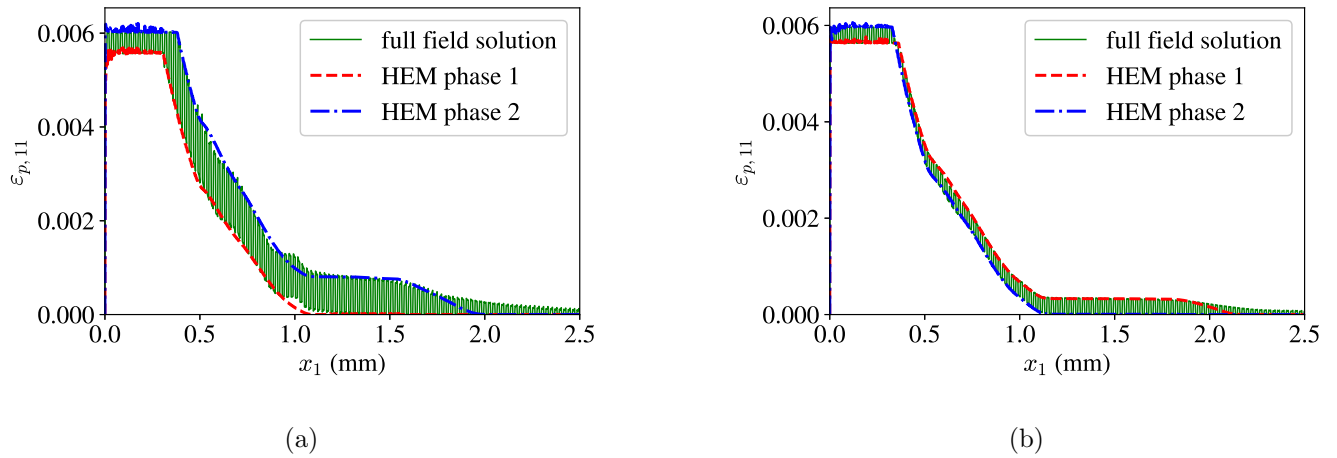 full field solution
HEM phase 1
HEM phase 2
0.006
0.004
0.002
0.000
ε_{p, 11}
0.0 0.5 1.0 1.5 2.0 2.5
x_1 (mm)
(a)
full field solution
HEM phase 1
HEM phase 2
0.006
0.004
0.002
0.000
ε_{p, 11}
0.0 0.5 1.0 1.5 2.0 2.5
x_1 (mm)
(b)